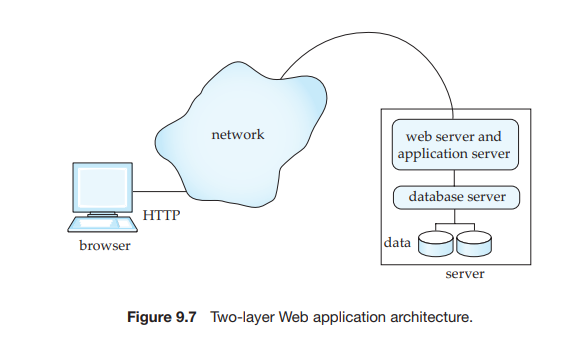 network
web server and
application server
database server
HTTP
data
browser
server
Figure 9.7 Two-layer Web application architecture.